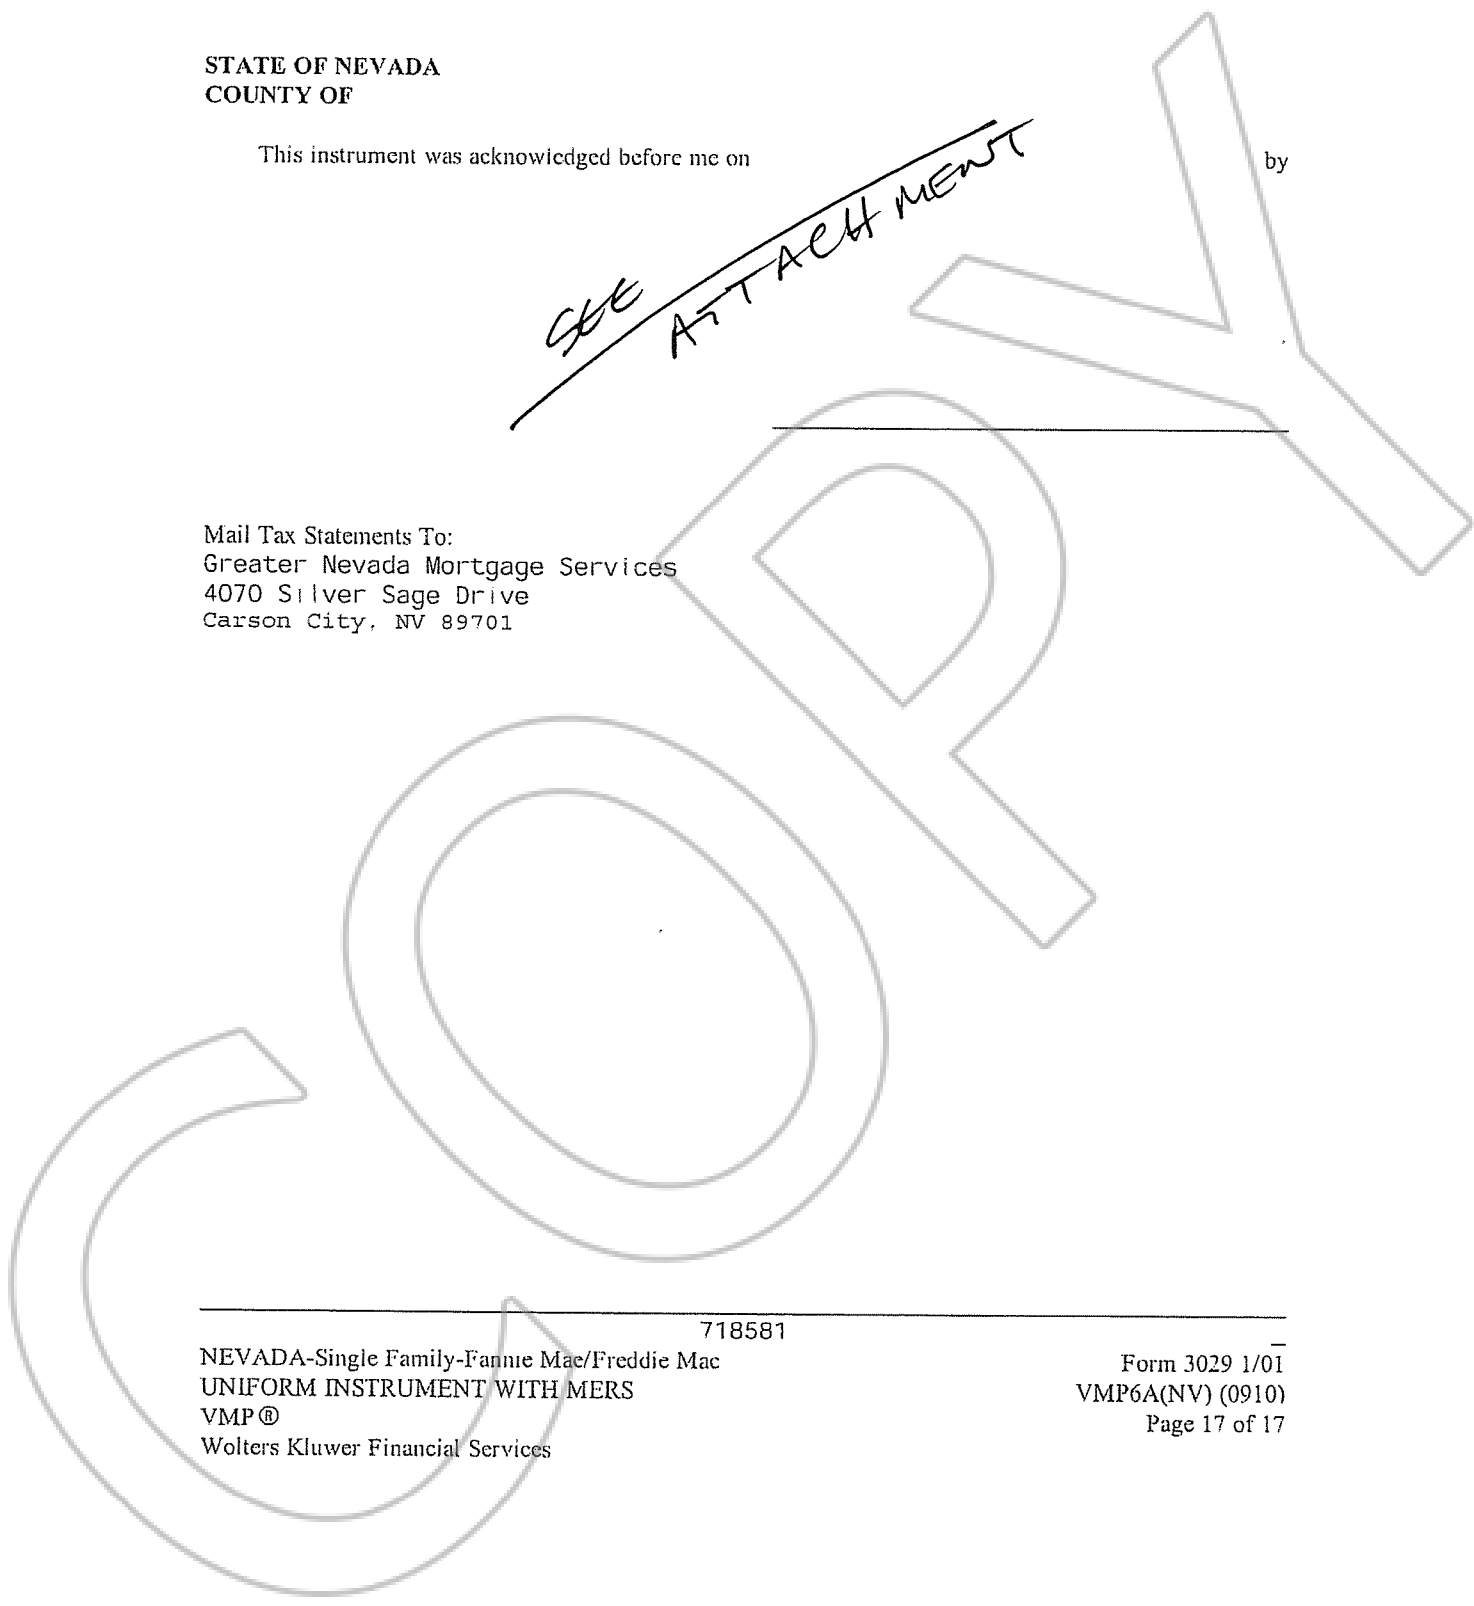 STATE OF NEVADA
COUNTY OF
This instrument was acknowledged before me on by
SEE
ATTACHMENT
Mail Tax Statements To:
Greater Nevada Mortgage Services
4070 Silver Sage Drive
Carson City, NV 89701
COPY
718581
NEVADA-Single Family-Fannie Mae/Freddie Mac
UNIFORM INSTRUMENT WITH MERS
VMP®
Wolters Kluwer Financial Services
Form 3029 1/01
VMP6A(NV) (0910)
Page 17 of 17